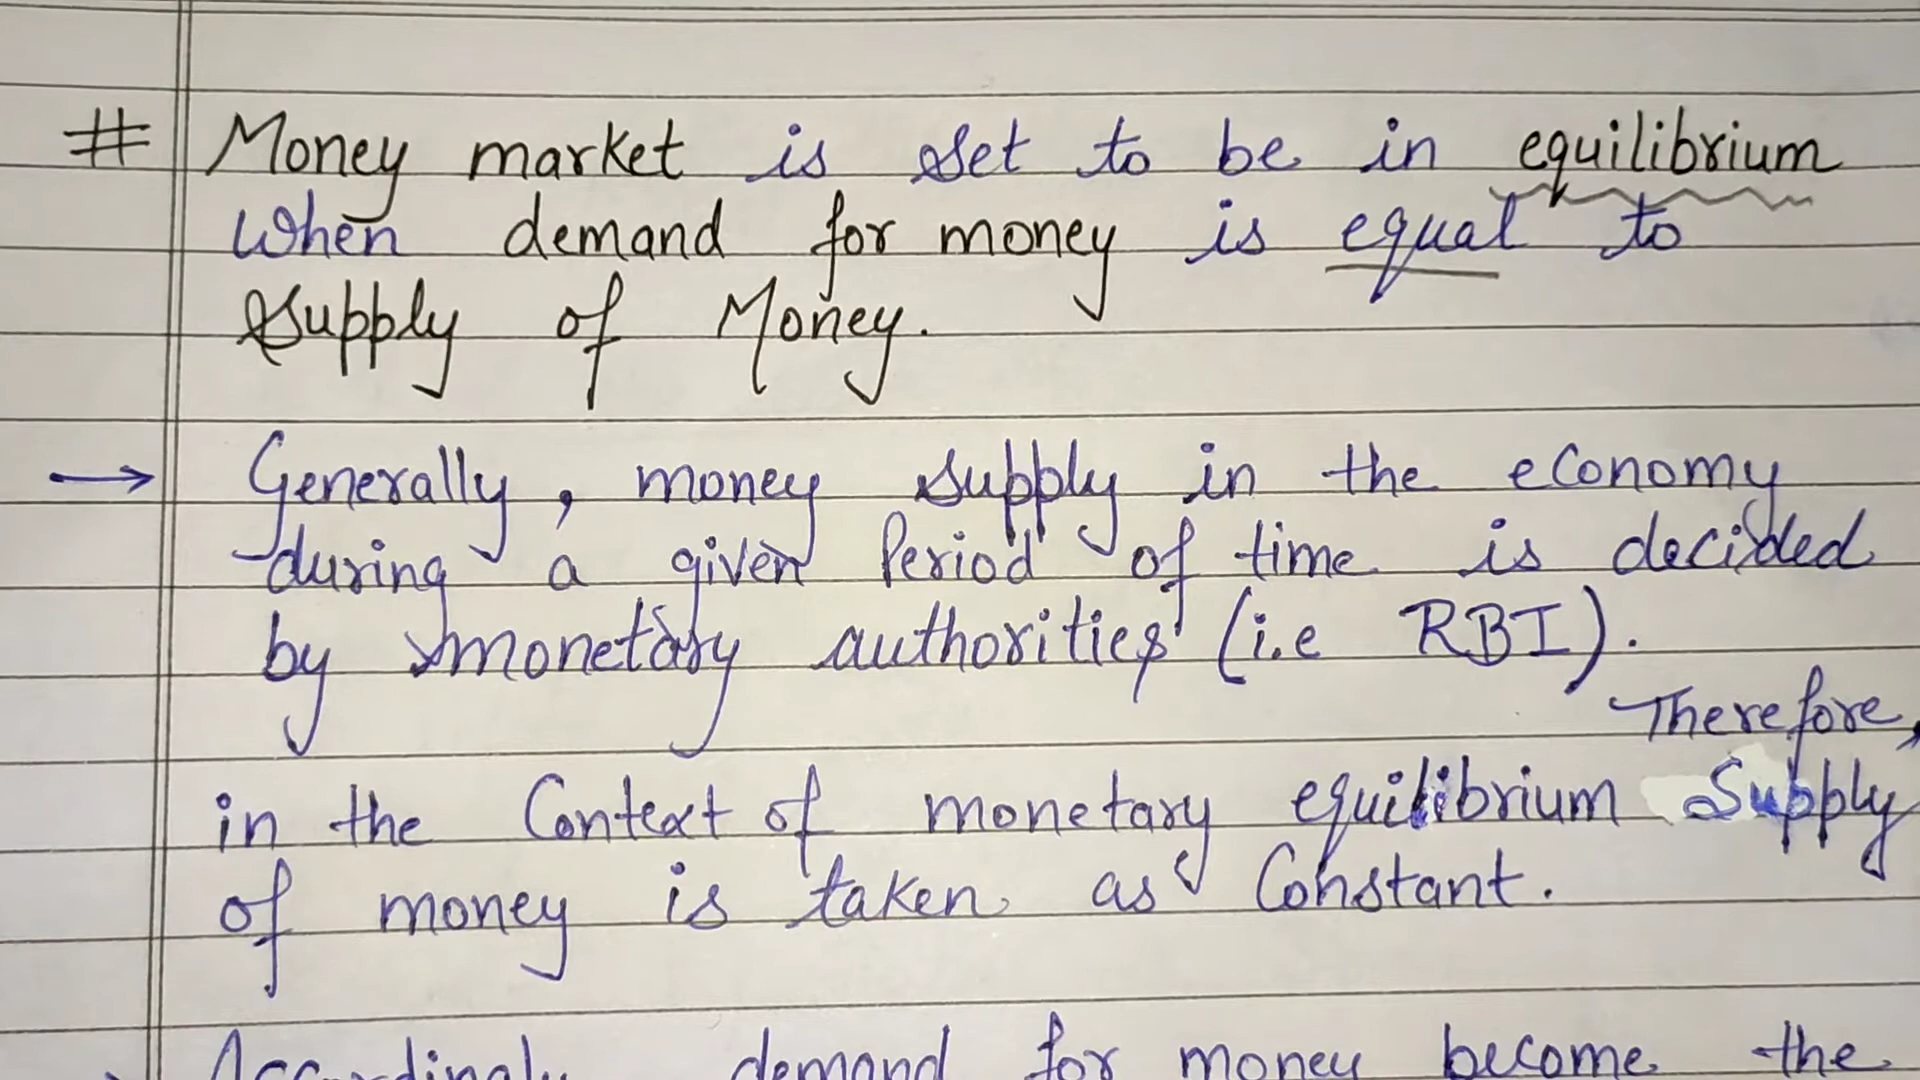 # Money market is set to be in equilibrium
when demand for money is equal to
supply of Money.
→ Generally, money supply in the economy
during a given Period of time is decided
by monetary authorities (i.e RBI).
Therefore,
in the Context of monetary equilibrium Supply
of money is taken as Constant.
Accordingly demand for money become the